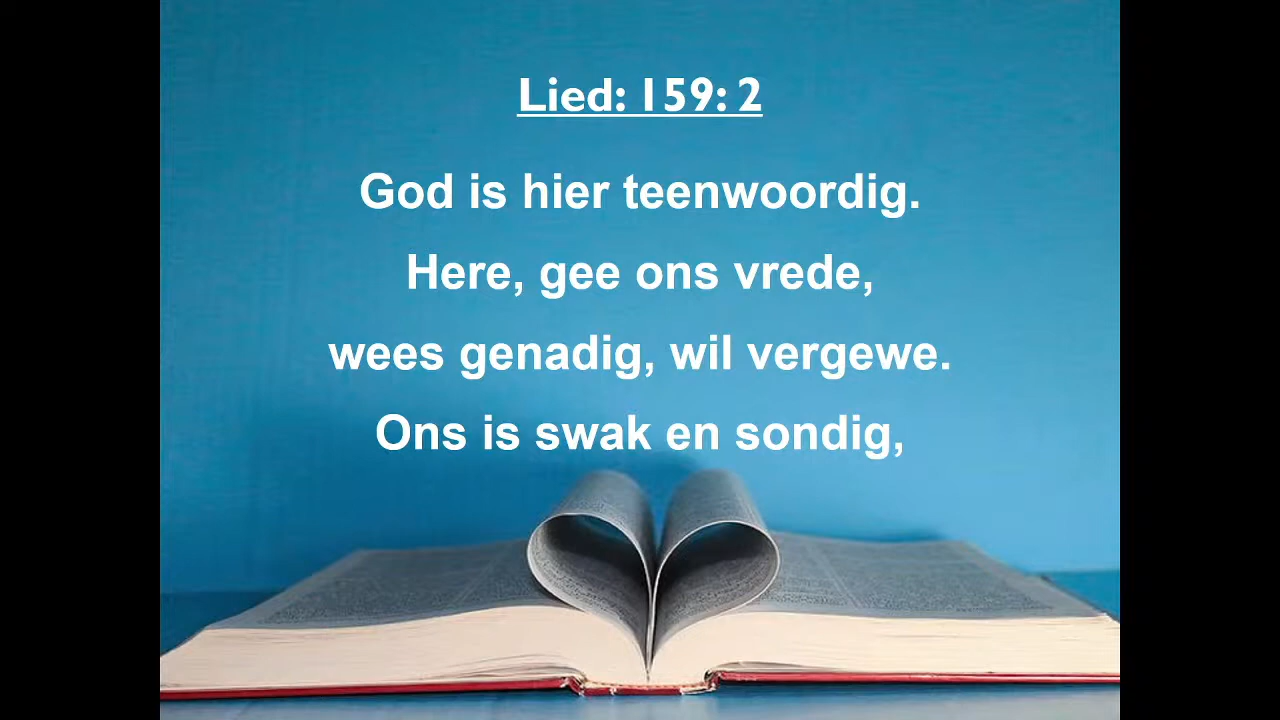 Lied: 159: 2
God is hier teenwoordig.
Here, gee ons vrede,
wees genadig, wil vergewe.
Ons is swak en sondig,